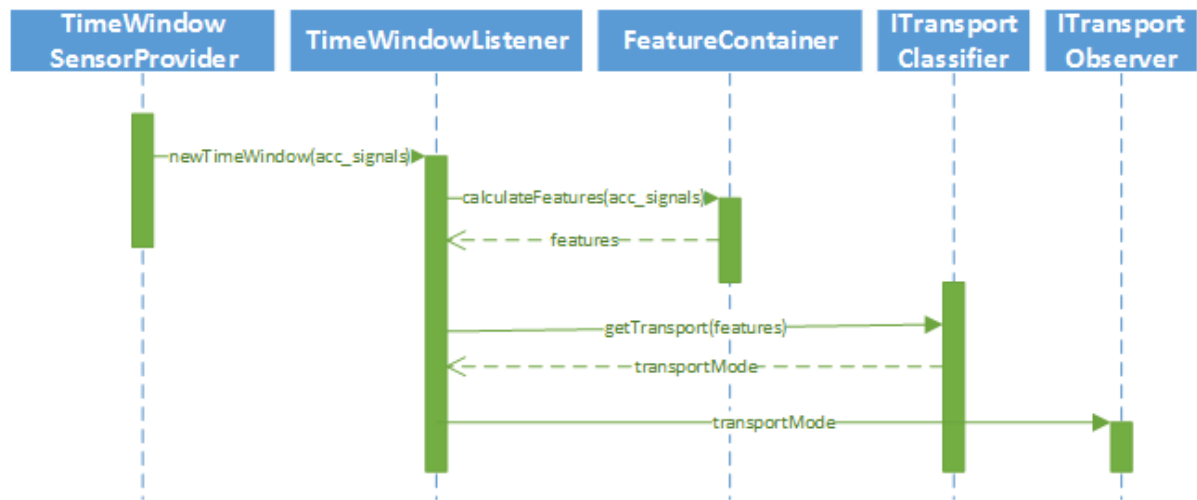 TimeWindow
SensorProvider
TimeWindowListener
FeatureContainer
ITransport
Classifier
ITransport
Observer
newTimeWindow(acc_signals)
calculateFeatures(acc_signals)
features
getTransport(features)
transportMode
transportMode